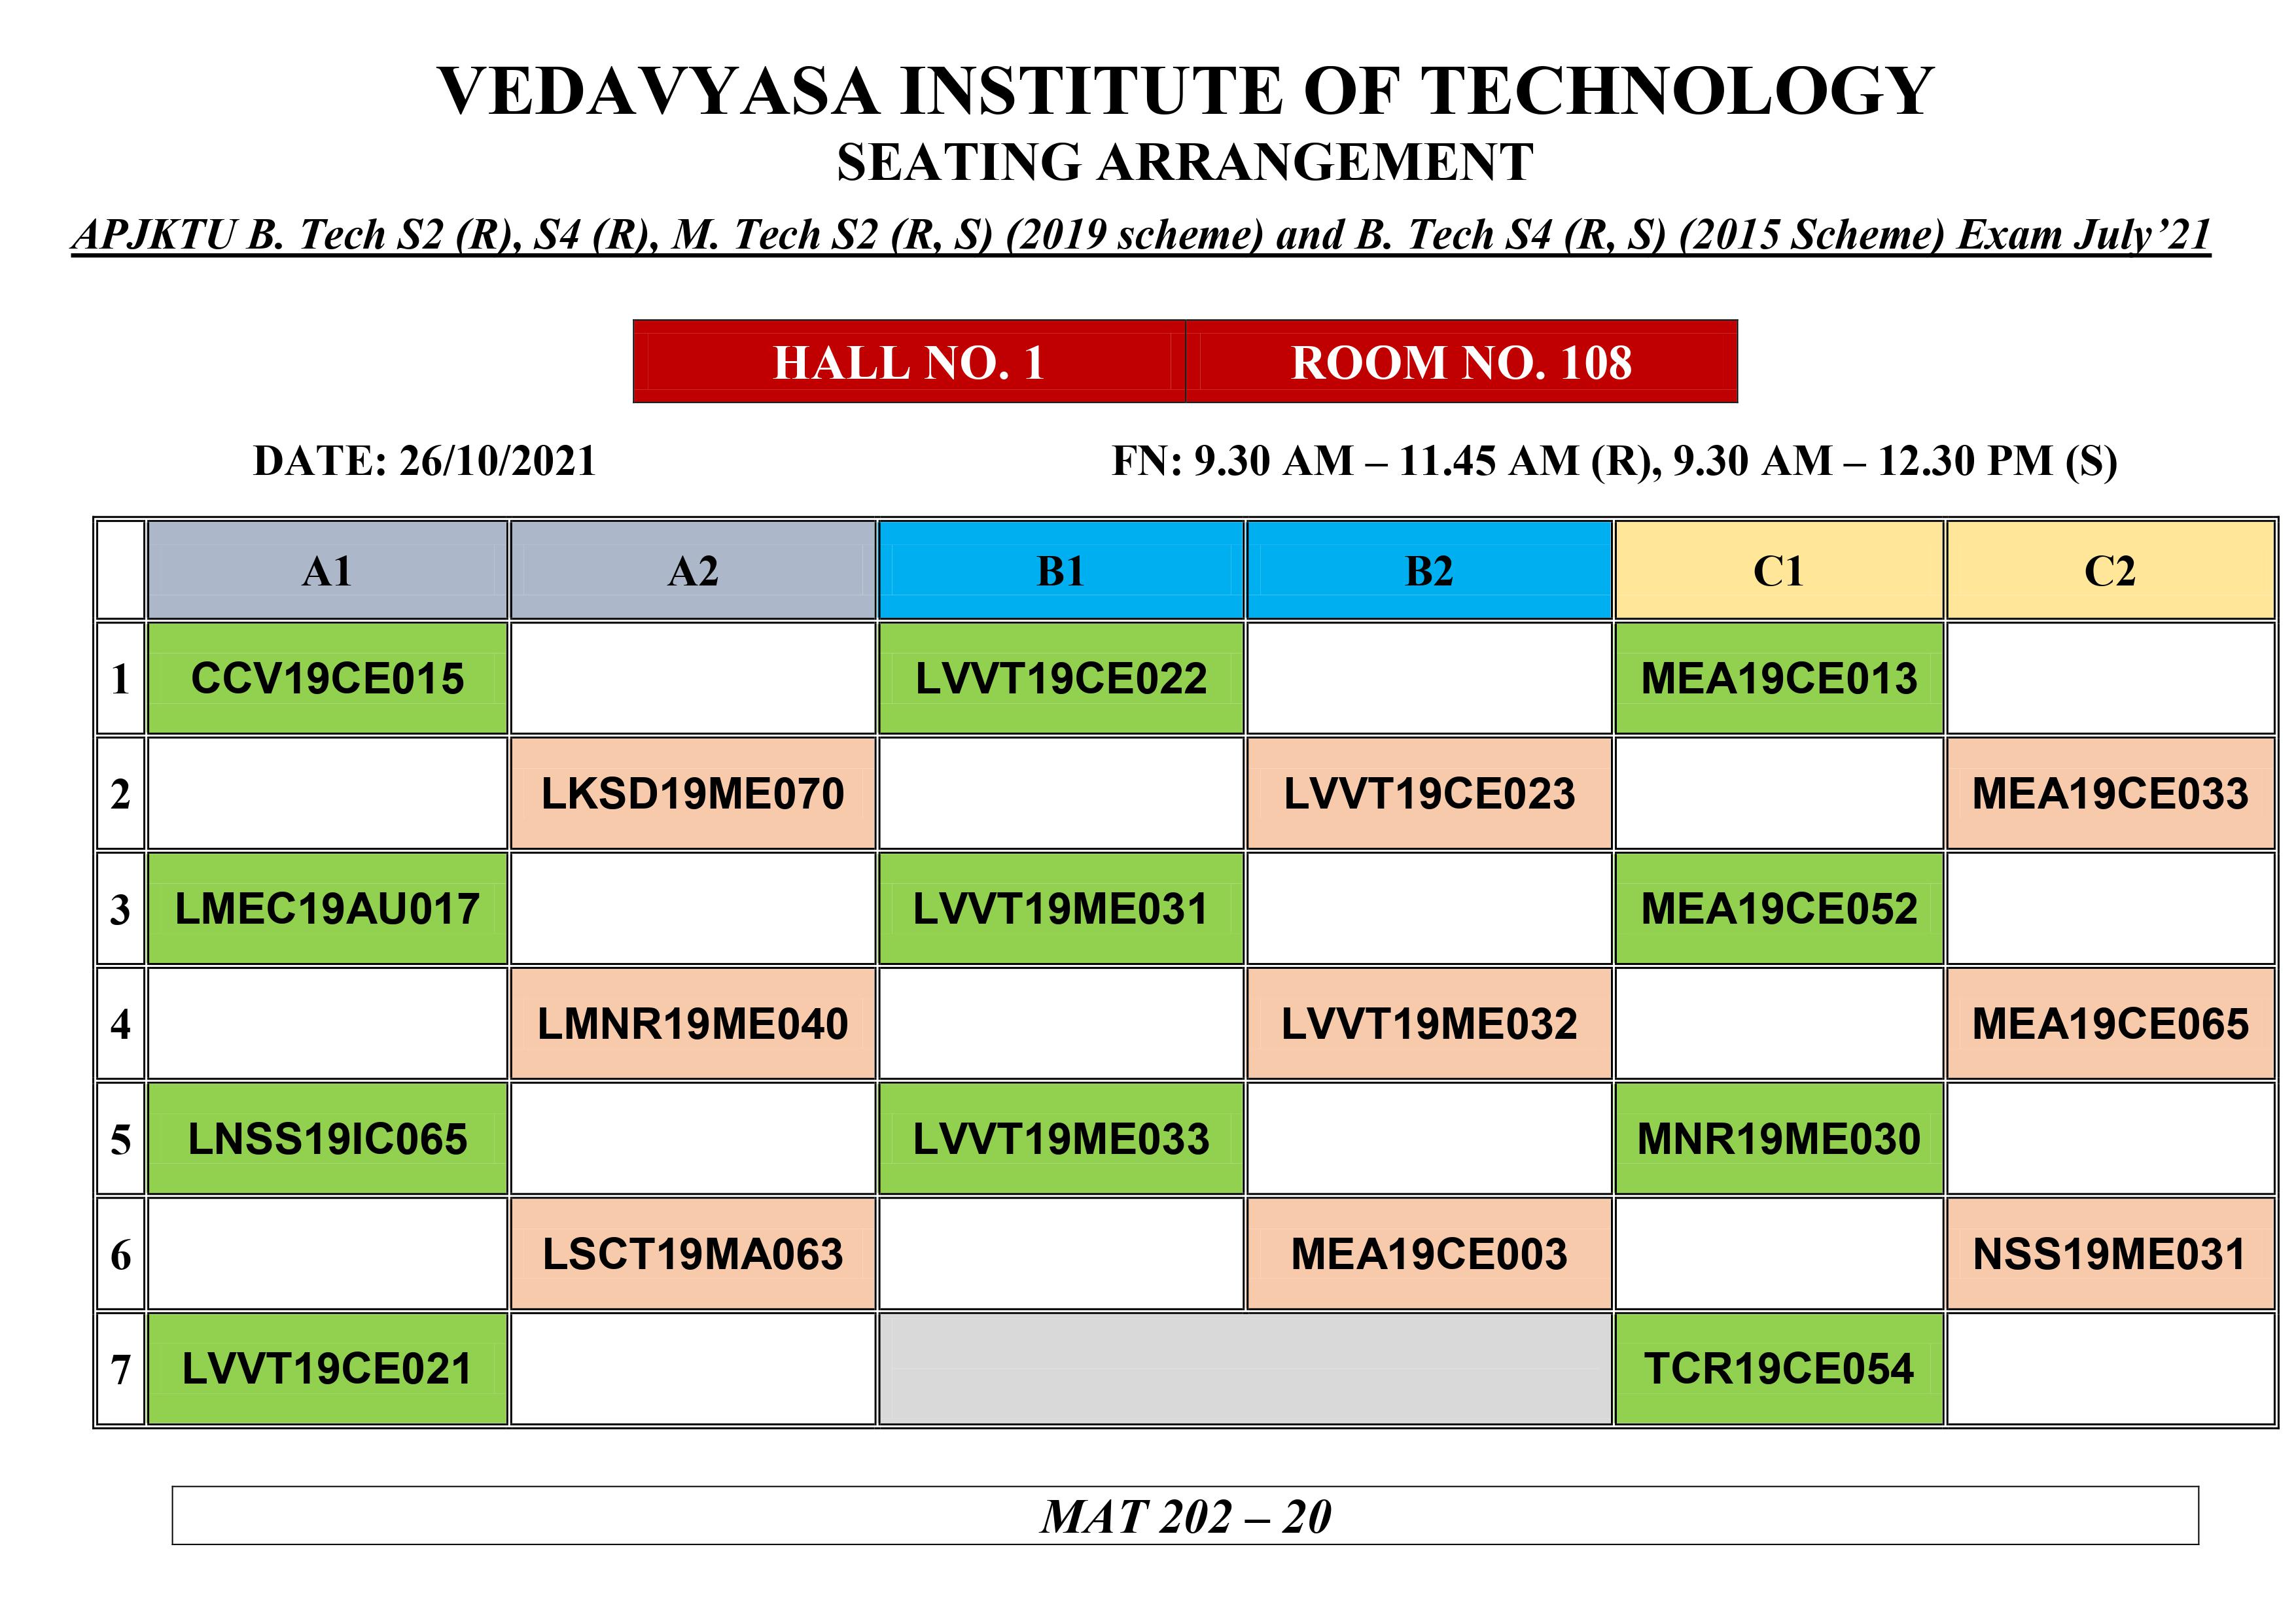 VEDAVYASA INSTITUTE OF TECHNOLOGY
SEATING ARRANGEMENT
APJKTU B. Tech S2 (R), S4 (R), M. Tech S2 (R, S) (2019 scheme) and B. Tech S4 (R, S) (2015 Scheme) Exam July’21
HALL NO. 1 ROOM NO. 108
DATE: 26/10/2021 FN: 9.30 AM – 11.45 AM (R), 9.30 AM – 12.30 PM (S)
A1 A2 B1 B2 C1 C2
1 CCV19CE015 LVVT19CE022 MEA19CE013
2 LKSD19ME070 LVVT19CE023 MEA19CE033
3 LMEC19AU017 LVVT19ME031 MEA19CE052
4 LMNR19ME040 LVVT19ME032 MEA19CE065
5 LNSS19IC065 LVVT19ME033 MNR19ME030
6 LSCT19MA063 MEA19CE003 NSS19ME031
7 LVVT19CE021 TCR19CE054
MAT 202 – 20